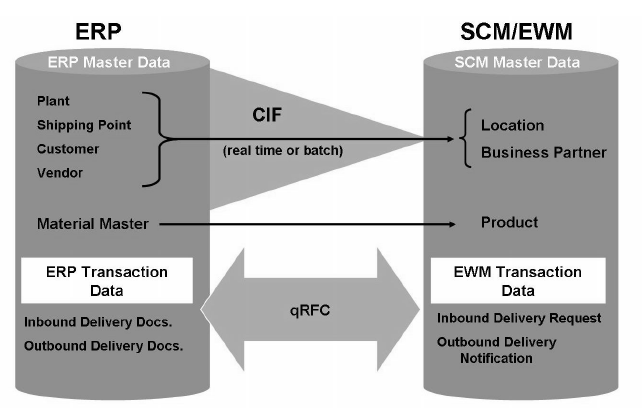 ERP
SCM/EWM
ERP Master Data
SCM Master Data
Plant
Shipping Point
Customer
Vendor
CIF
(real time or batch)
Location
Business Partner
Material Master
Product
ERP Transaction
Data
EWM Transaction
Data
qRFC
Inbound Delivery Docs.
Outbound Delivery Docs.
Inbound Delivery Request
Outbound Delivery
Notification